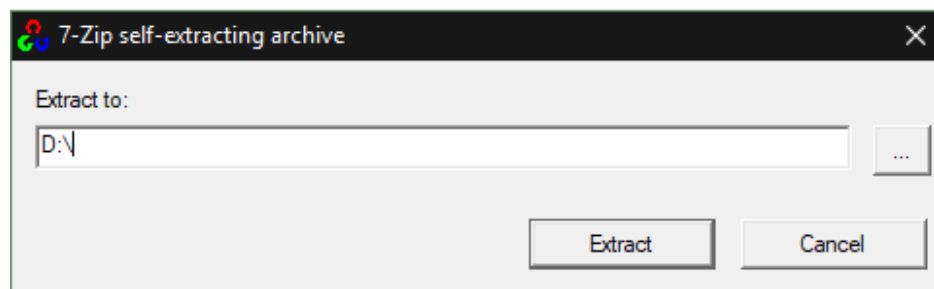 7-Zip self-extracting archive
Extract to:
D:\
...
Extract Cancel